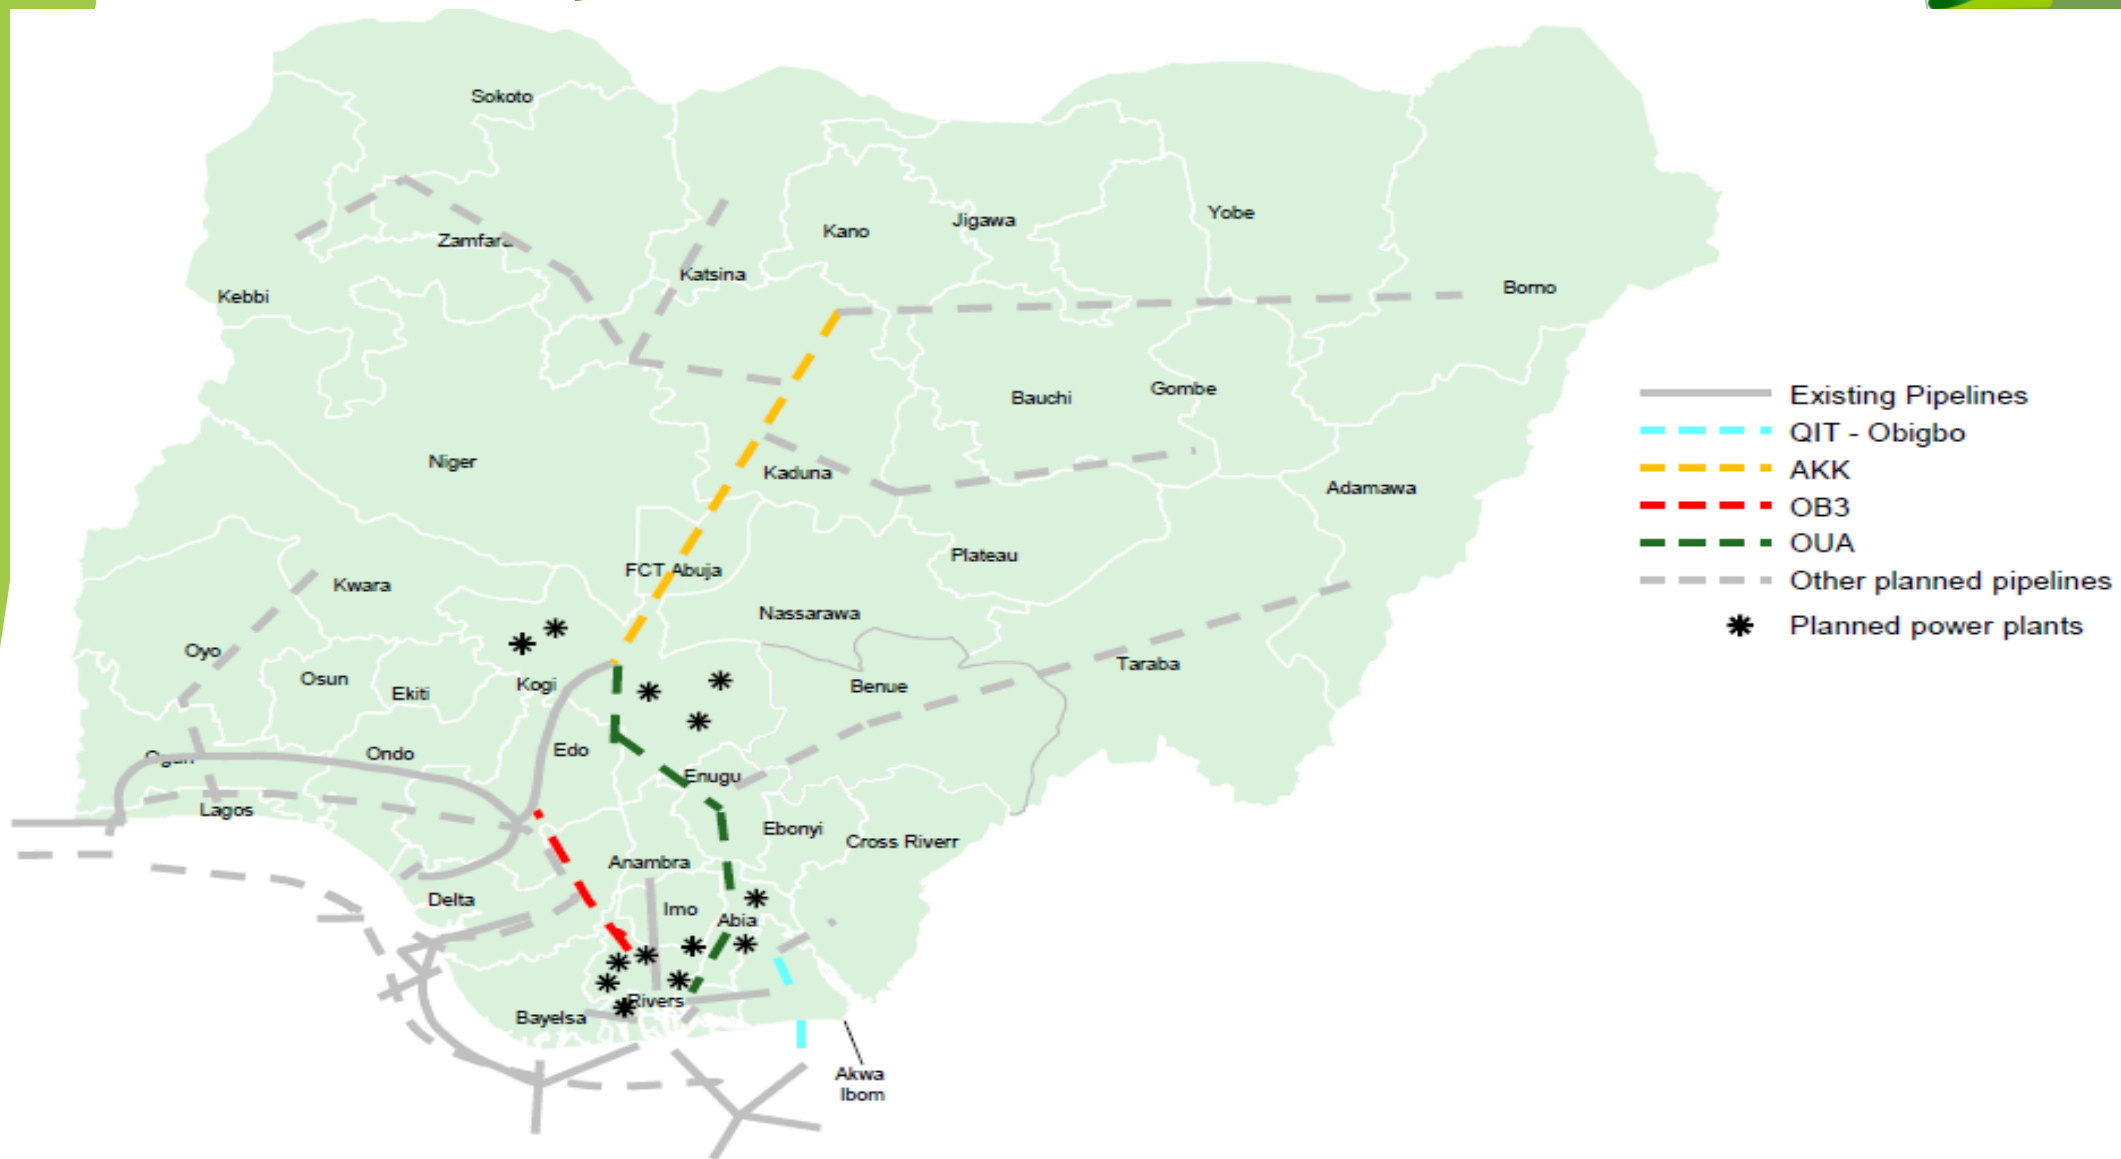 Sokoto
Zamfara
Kebbi
Katsina
Kano
Jigawa
Yobe
Borno
Bauchi
Gombe
Adamawa
Niger
Kaduna
FCT Abuja
Plateau
Nassarawa
Kwara
Oyo
Osun
Ekiti
Kogi
Benue
Taraba
Ogun
Ondo
Edo
Enugu
Lagos
Ebonyi
Cross Riverr
Anambra
Delta
Imo
Abia
Rivers
Bayelsa
Akwa
Ibom
Existing Pipelines
QIT - Obigbo
AKK
OB3
OUA
Other planned pipelines
Planned power plants